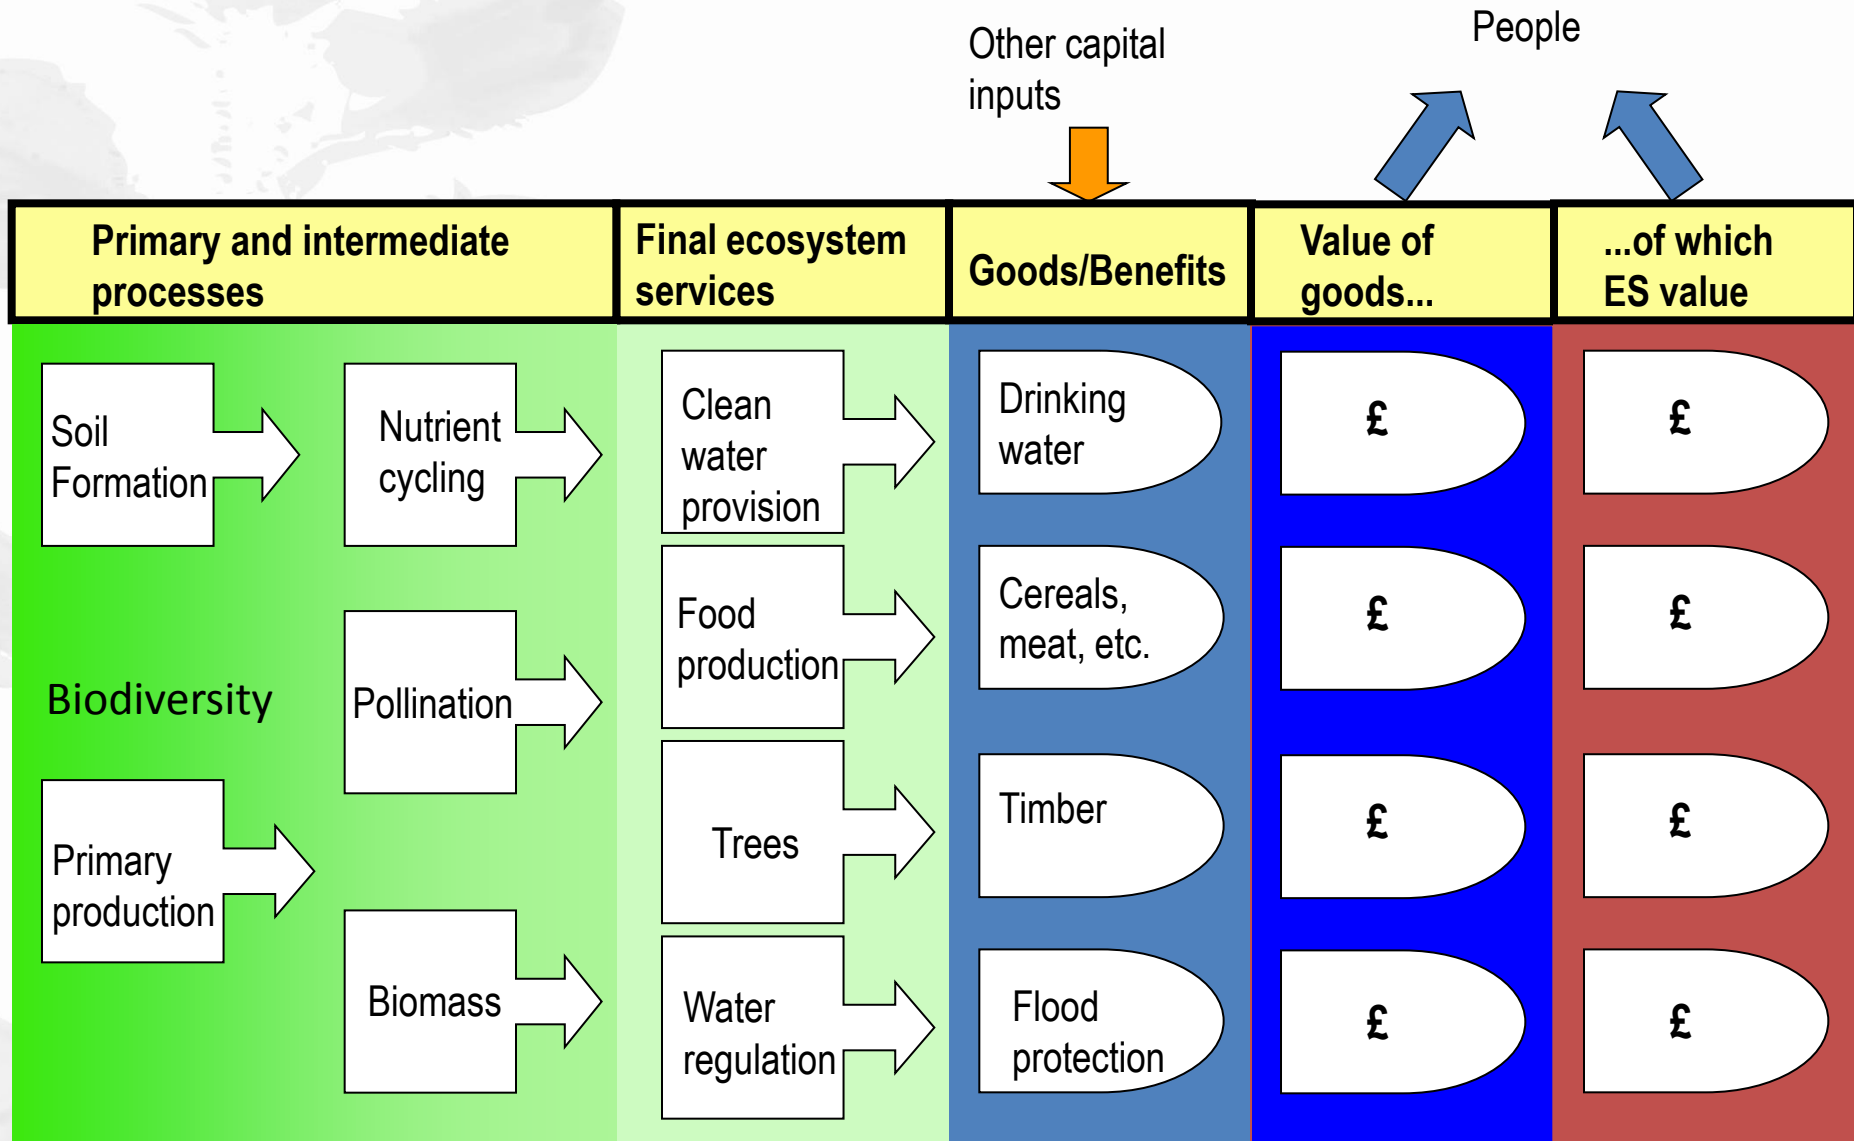 Other capital
inputs
People
Primary and intermediate
processes
Final ecosystem
services
Goods/Benefits
Value of
goods...
...of which
ES value
Soil
Formation
Nutrient
cycling
Clean
water
provision
Drinking
water
£
£
Food
production
Cereals,
meat, etc.
£
£
Biodiversity
Pollination
Primary
production
Trees
Timber
£
£
Biomass
Water
regulation
Flood
protection
£
£